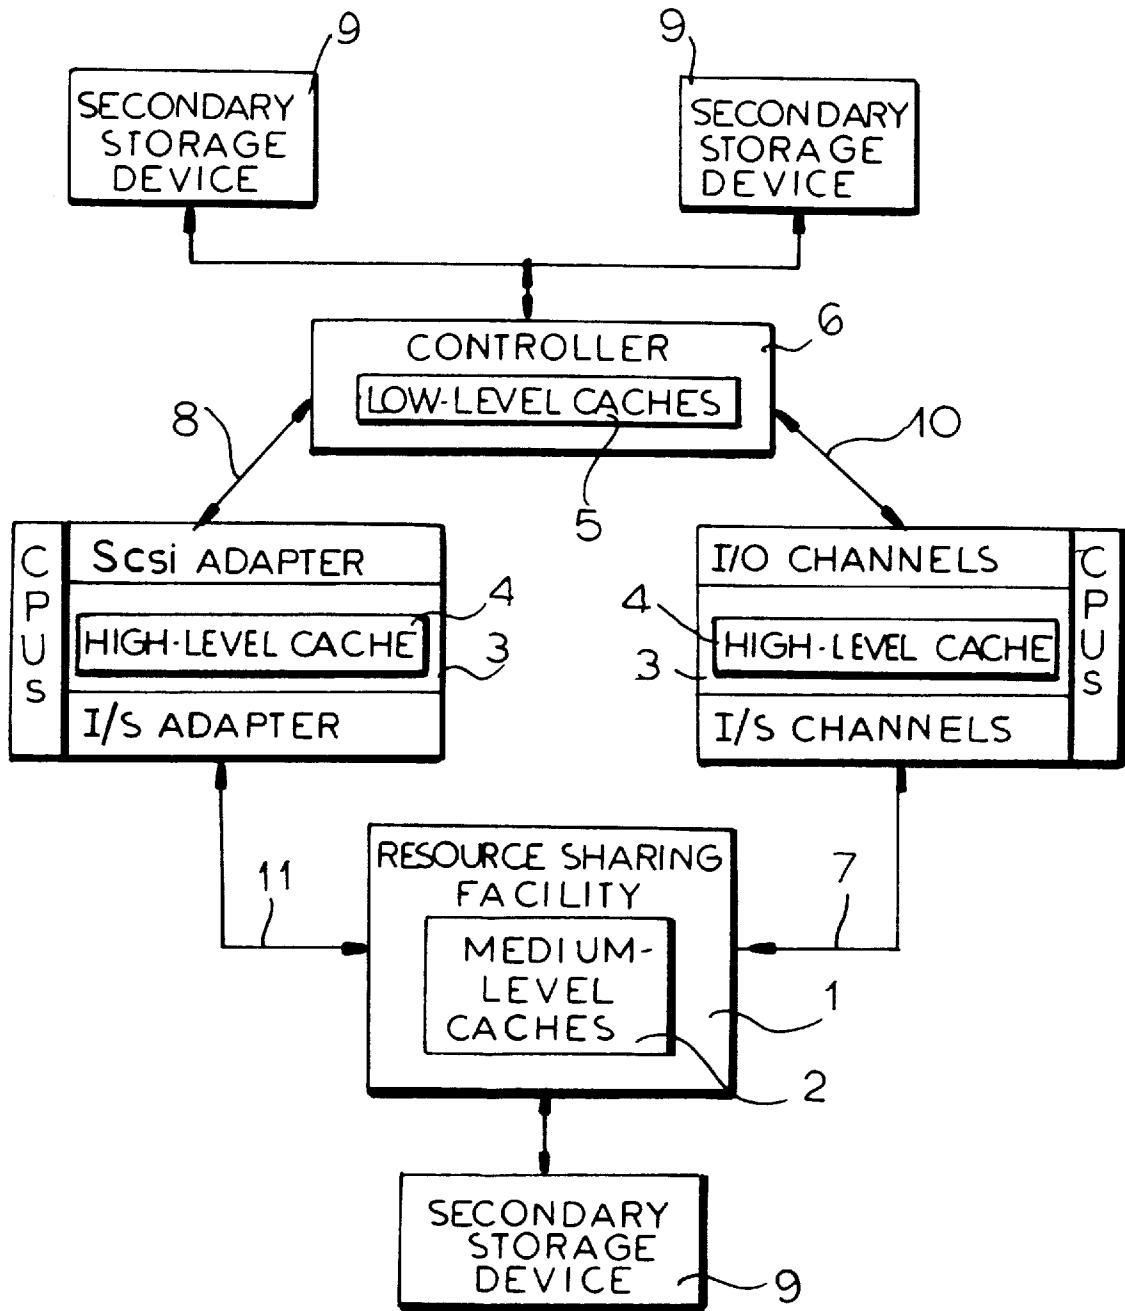 9
9
SECONDARY
STORAGE
DEVICE
SECONDARY
STORAGE
DEVICE
6
CONTROLLER
LOW-LEVEL CACHES
8
10
5
CPUS
Scsi ADAPTER
4
HIGH-LEVEL CACHE
3
I/S ADAPTER
I/O CHANNELS
4
HIGH-LEVEL CACHE
3
I/S CHANNELS
CPUS
11
RESOURCE SHARING
FACILITY
7
MEDIUM-
LEVEL
CACHES
1
2
SECONDARY
STORAGE
DEVICE
9